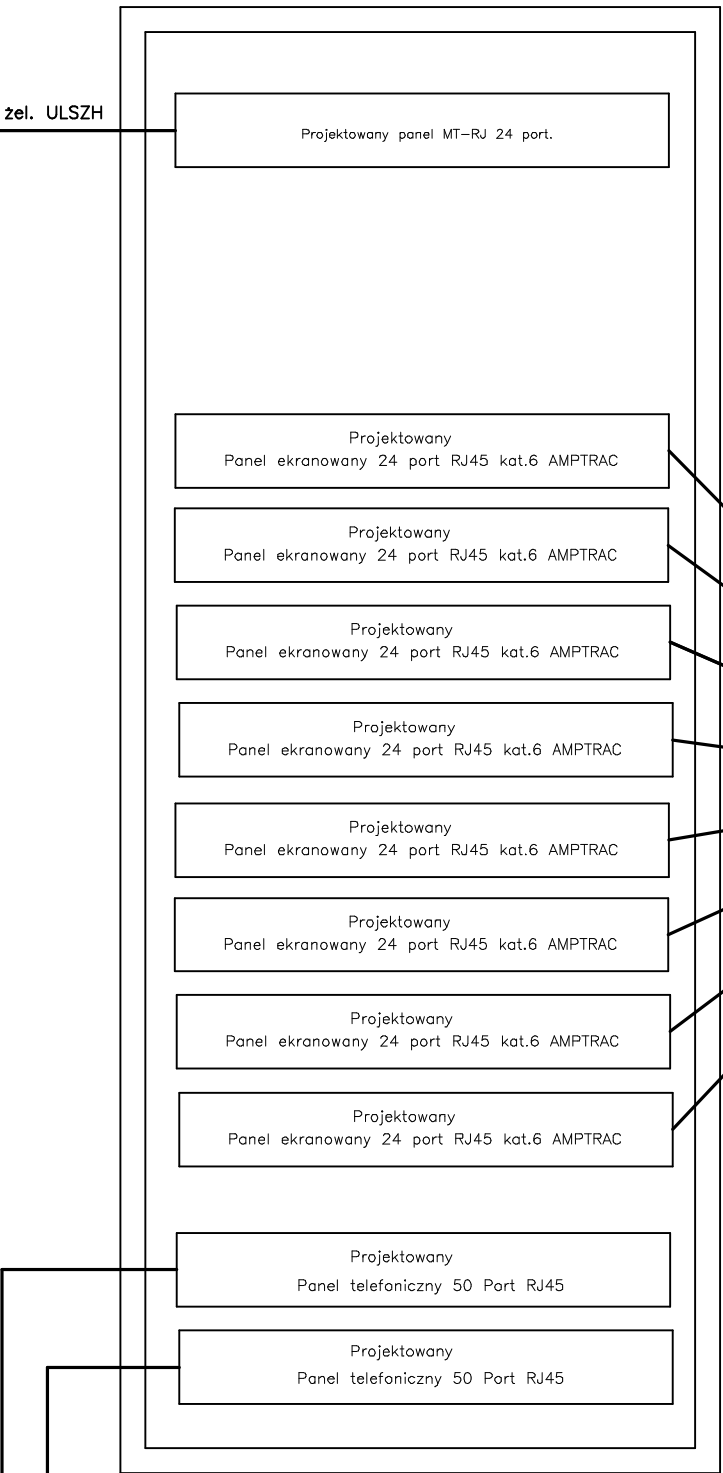 żel. ULSZH
Projektowany panel MT-RJ 24 port.
Projektowany
Panel ekranowany 24 port RJ45 kat.6 AMPTRAC
Projektowany
Panel ekranowany 24 port RJ45 kat.6 AMPTRAC
Projektowany
Panel ekranowany 24 port RJ45 kat.6 AMPTRAC
Projektowany
Panel ekranowany 24 port RJ45 kat.6 AMPTRAC
Projektowany
Panel ekranowany 24 port RJ45 kat.6 AMPTRAC
Projektowany
Panel ekranowany 24 port RJ45 kat.6 AMPTRAC
Projektowany
Panel ekranowany 24 port RJ45 kat.6 AMPTRAC
Projektowany
Panel ekranowany 24 port RJ45 kat.6 AMPTRAC
Projektowany
Panel telefoniczny 50 Port RJ45
Projektowany
Panel telefoniczny 50 Port RJ45